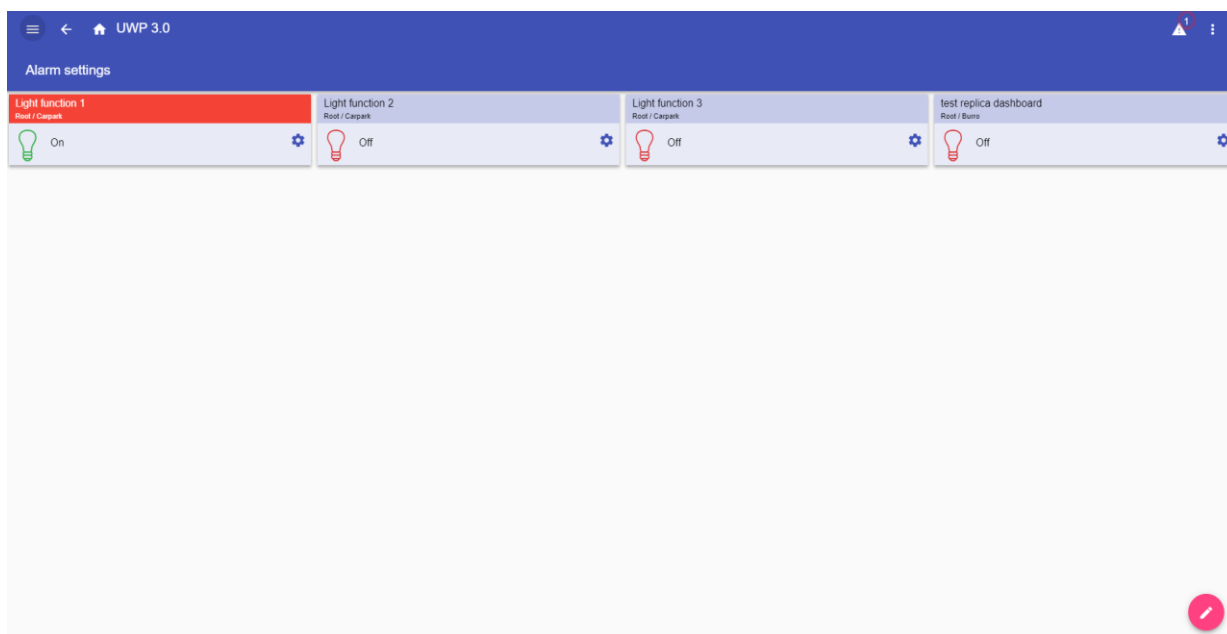 UWP 3.0
1
Alarm settings
Light function 1
Root / Carpark
On
Light function 2
Root / Carpark
Off
Light function 3
Root / Carpark
Off
test replica dashboard
Root / Burro
Off